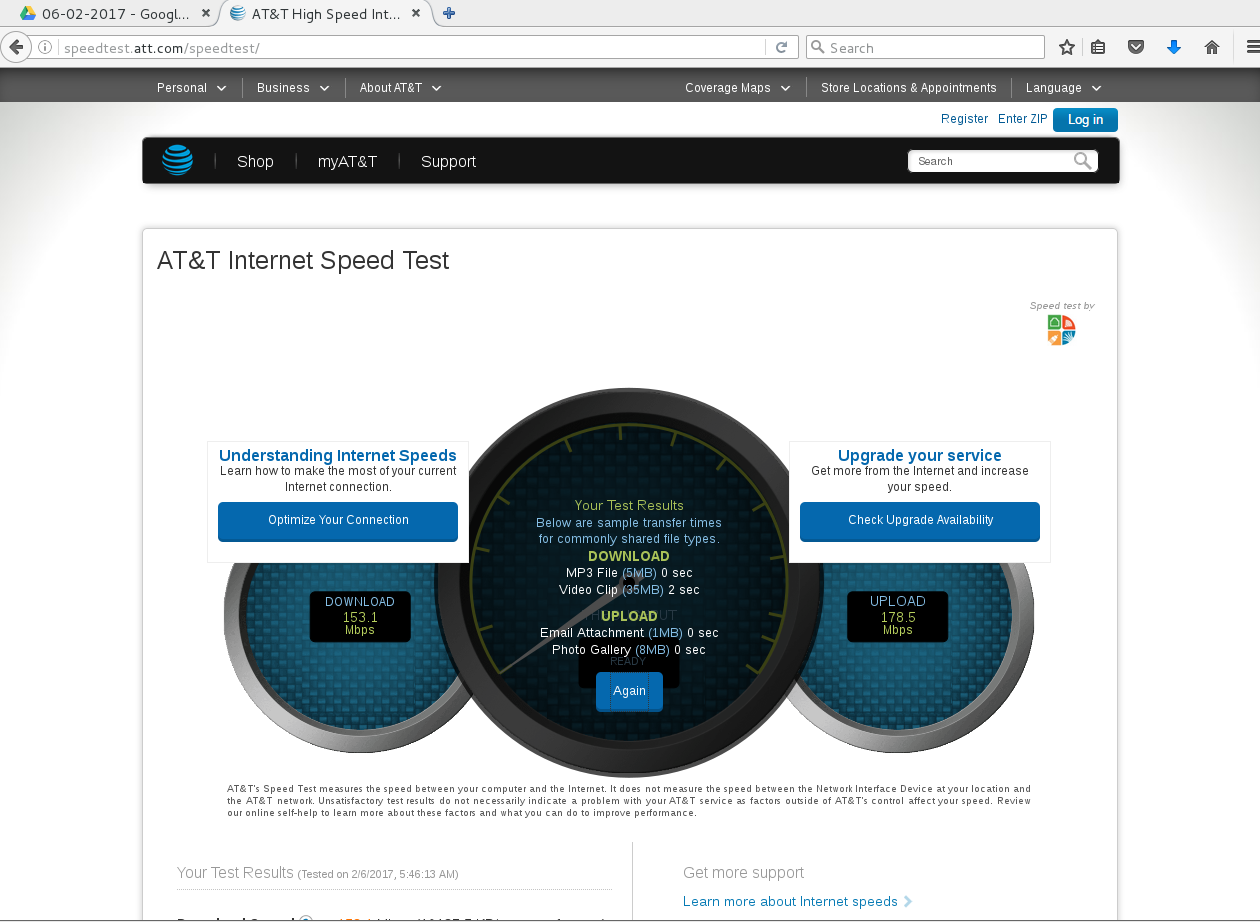 06-02-2017 - Googl...
AT&T High Speed Int...
speedtest.att.com/speedtest/
Search
Personal
Business
About AT&T
Coverage Maps
Store Locations & Appointments
Language
Register
Enter ZIP
Log in
Shop
myAT&T
Support
Search
AT&T Internet Speed Test
Speed test by
Understanding Internet Speeds
Learn how to make the most of your current
Internet connection.
Optimize Your Connection
Upgrade your service
Get more from the Internet and increase
your speed.
Check Upgrade Availability
Your Test Results
Below are sample transfer times
for commonly shared file types.
DOWNLOAD
MP3 File (5MB) 0 sec
Video Clip (35MB) 2 sec
UPLOAD
Email Attachment (1MB) 0 sec
Photo Gallery (8MB) 0 sec
READY
Again
DOWNLOAD
153.1
Mbps
UPLOAD
178.5
Mbps
AT&T's Speed Test measures the speed between your computer and the Internet. It does not measure the speed between the Network Interface Device at your location and
the AT&T network. Unsatisfactory test results do not necessarily indicate a problem with your AT&T service as factors outside of AT&T's control affect your speed. Review
our online self-help to learn more about these factors and what you can do to improve performance.
Your Test Results (Tested on 2/6/2017, 5:46:13 AM)
Get more support
Learn more about Internet speeds